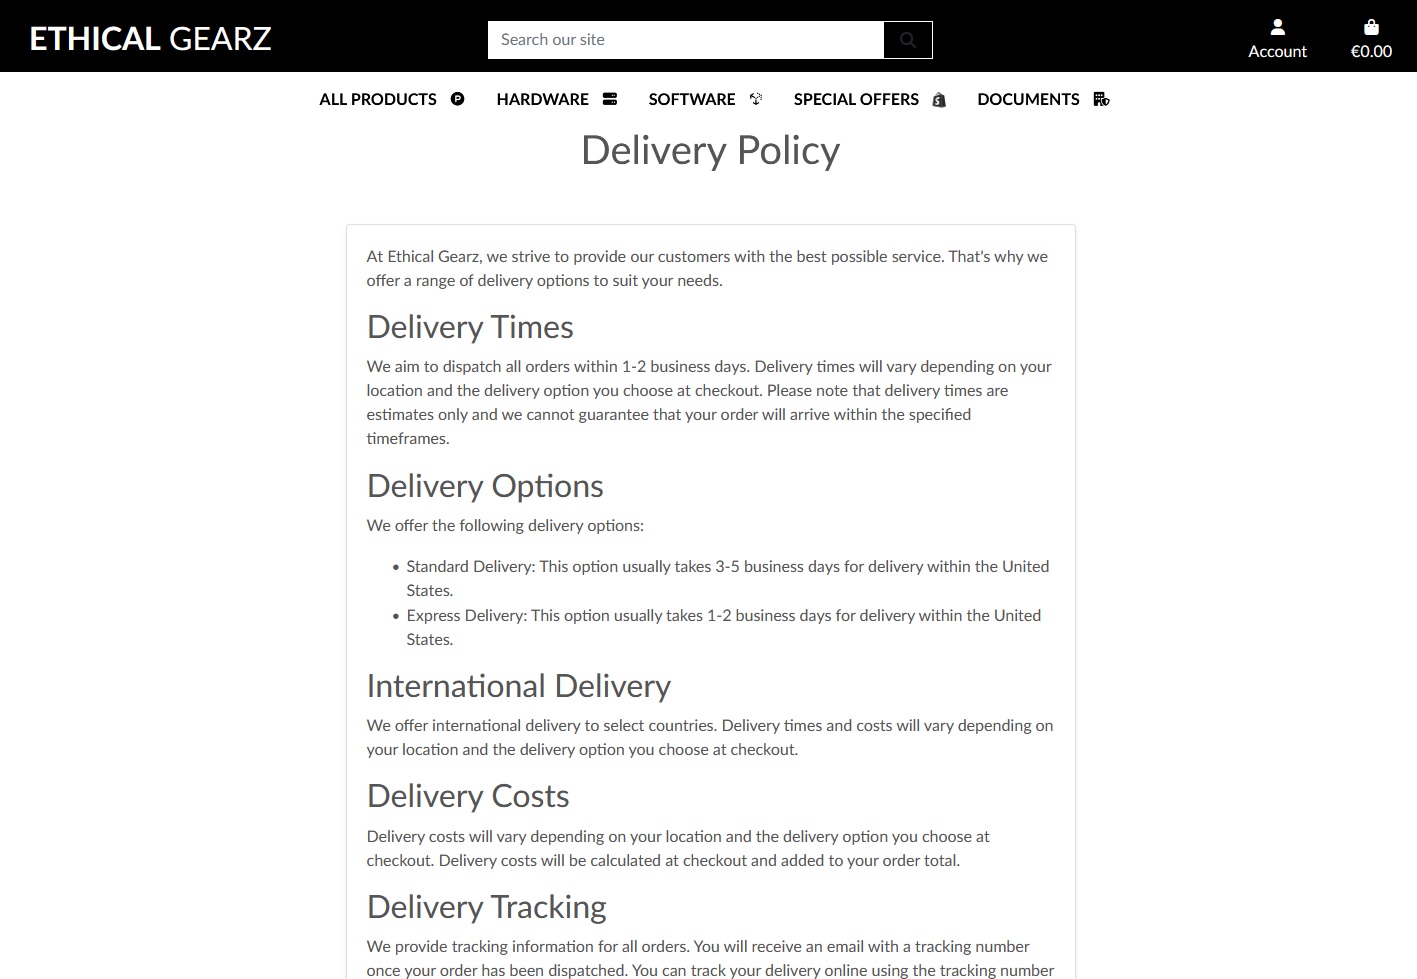 ETHICAL GEARZ
Search our site
Account
€0.00
ALL PRODUCTS
HARDWARE
SOFTWARE
SPECIAL OFFERS
DOCUMENTS
Delivery Policy
At Ethical Gearz, we strive to provide our customers with the best possible service. That's why we
offer a range of delivery options to suit your needs.
Delivery Times
We aim to dispatch all orders within 1-2 business days. Delivery times will vary depending on your
location and the delivery option you choose at checkout. Please note that delivery times are
estimates only and we cannot guarantee that your order will arrive within the specified
timeframes.
Delivery Options
We offer the following delivery options:
• Standard Delivery: This option usually takes 3-5 business days for delivery within the United
States.
• Express Delivery: This option usually takes 1-2 business days for delivery within the United
States.
International Delivery
We offer international delivery to select countries. Delivery times and costs will vary depending on
your location and the delivery option you choose at checkout.
Delivery Costs
Delivery costs will vary depending on your location and the delivery option you choose at
checkout. Delivery costs will be calculated at checkout and added to your order total.
Delivery Tracking
We provide tracking information for all orders. You will receive an email with a tracking number
once your order has been dispatched. You can track your delivery online using the tracking number